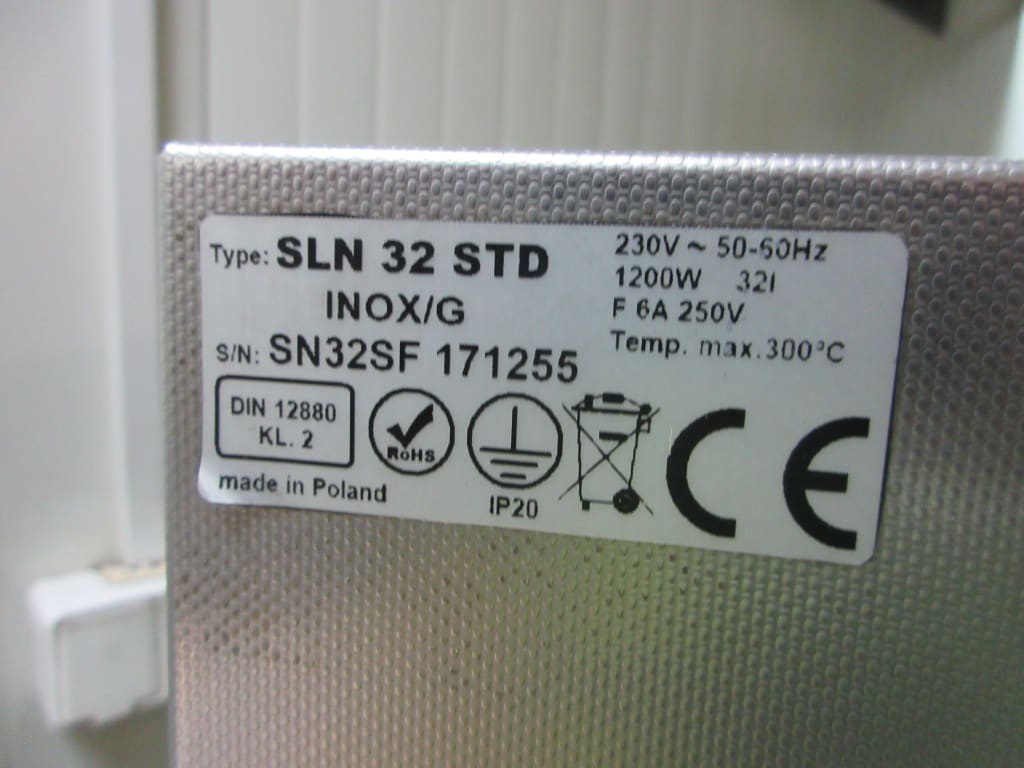 Type: SLN 32 STD
INOX/G
S/N: SN32SF 171255
230V ~ 50-60Hz
1200W 32l
F 6A 250V
Temp. max.300°C
DIN 12880
KL. 2
RoHS
IP20
CE
made in Poland